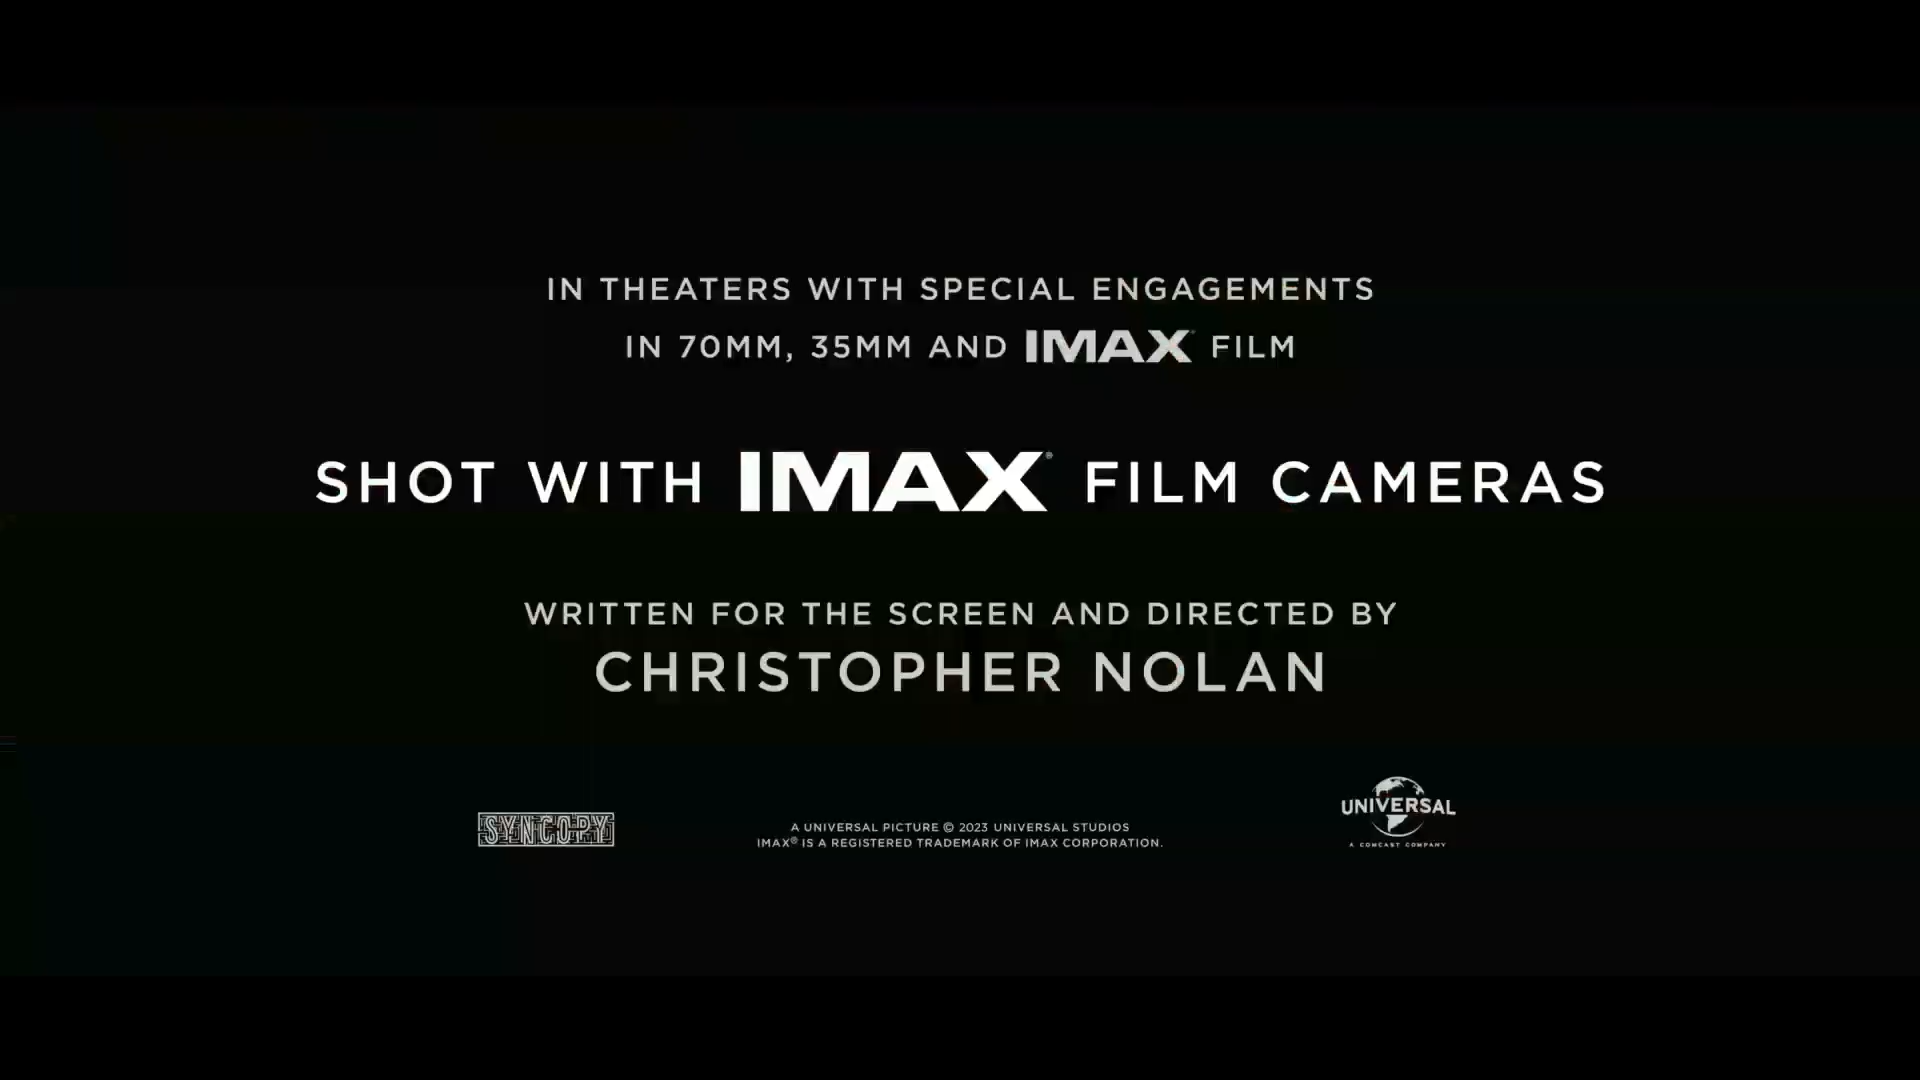 IN THEATERS WITH SPECIAL ENGAGEMENTS
IN 70MM, 35MM AND IMAX® FILM
SHOT WITH IMAX® FILM CAMERAS
WRITTEN FOR THE SCREEN AND DIRECTED BY
CHRISTOPHER NOLAN
SYNCOPY
A UNIVERSAL PICTURE © 2023 UNIVERSAL STUDIOS
IMAX® IS A REGISTERED TRADEMARK OF IMAX CORPORATION.
UNIVERSAL
A COMCAST COMPANY